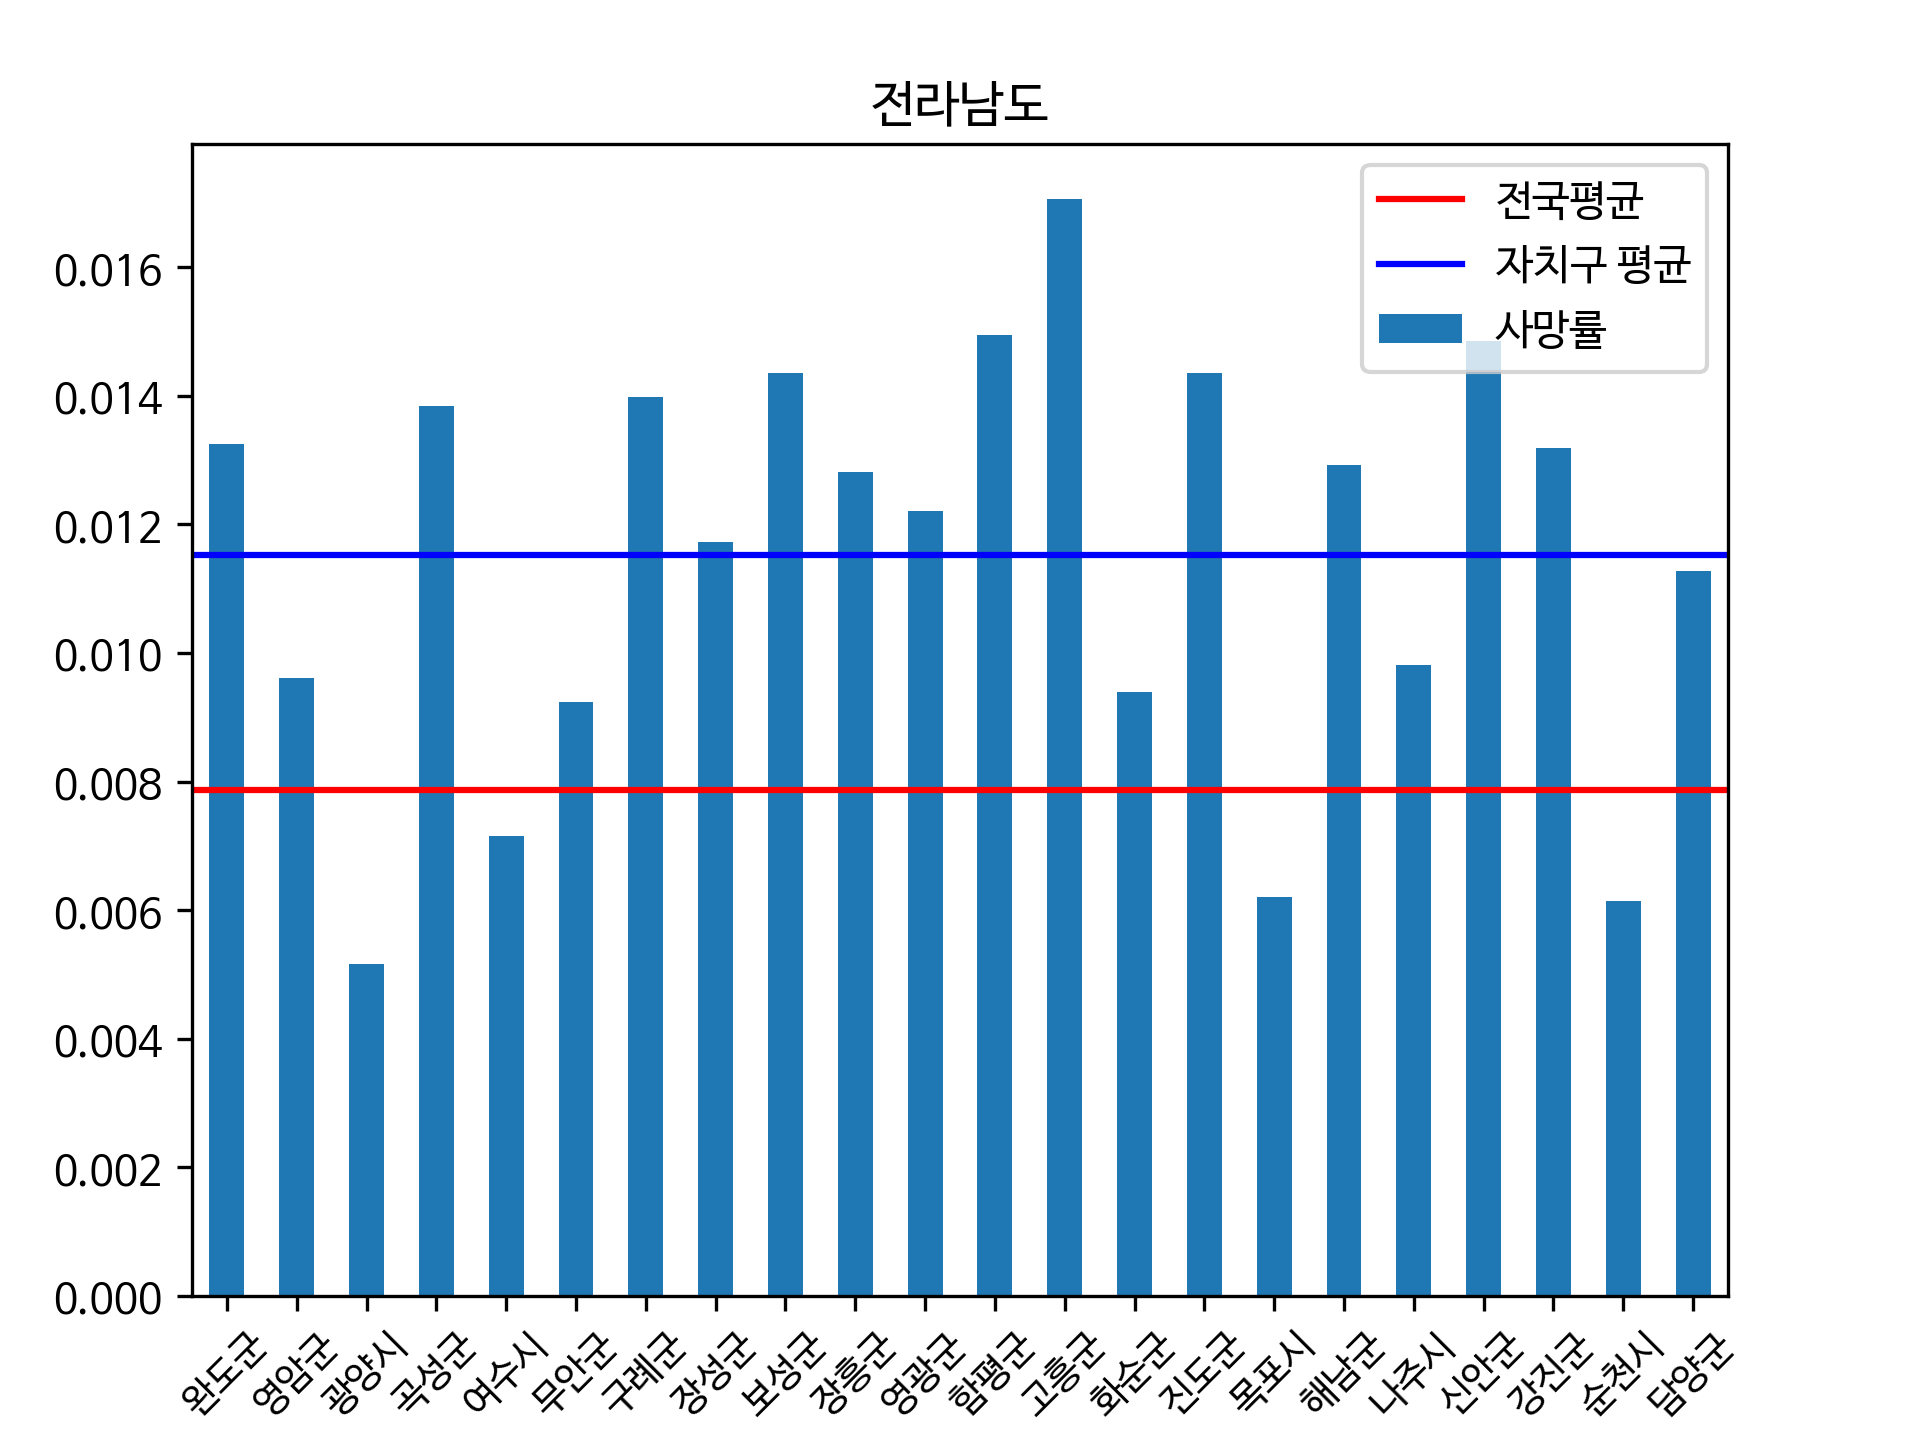 전라남도
전국평균
자치구 평균
사망률
0.016
0.014
0.012
0.010
0.008
0.006
0.004
0.002
0.000
완도군
영암군
광양시
곡성군
여수시
무안군
구례군
장성군
보성군
장흥군
영광군
함평군
고흥군
화순군
진도군
목포시
해남군
나주시
신안군
강진군
순천시
담양군